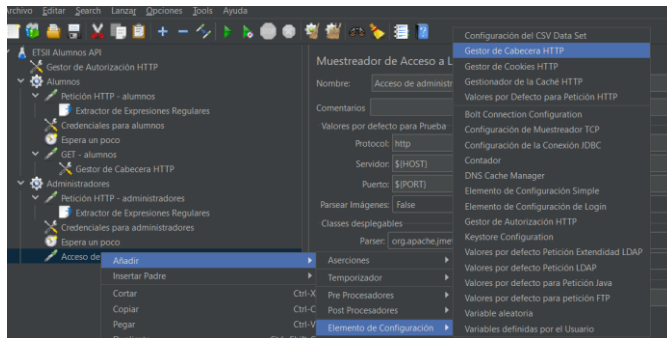 Archivo Editar Search Lanzar Opciones Tools Ayuda
ETSII Alumnos API
Gestor de Autorización HTTP
Alumnos
Petición HTTP - alumnos
Extractor de Expresiones Regulares
Credenciales para alumnos
Espera un poco
GET - alumnos
Gestor de Cabecera HTTP
Administradores
Petición HTTP - administradores
Extractor de Expresiones Regulares
Credenciales para administradores
Espera un poco
Acceso de
Muestreador de Acceso a L
Nombre: Acceso de administr
Comentarios
Valores por defecto para Prueba
Protocol: http
Servidor: ${HOST}
Puerto: ${PORT}
Parsear Imágenes: False
Classes desplegables
Parser: org.apache.jme
Añadir
Insertar Padre
Cortar Ctrl-X
Copiar Ctrl-C
Pegar Ctrl-V
Aserciones
Temporizador
Pre Procesadores
Post Procesadores
Elemento de Configuración
Configuración del CSV Data Set
Gestor de Cabecera HTTP
Gestor de Cookies HTTP
Gestionador de la Caché HTTP
Valores por Defecto para Petición HTTP
Bolt Connection Configuration
Configuración de Muestreador TCP
Configuración de la Conexión JDBC
Contador
DNS Cache Manager
Elemento de Configuración Simple
Elemento de Configuración de Login
Gestor de Autorización HTTP
Keystore Configuration
Valores por defecto Petición Extendidad LDAP
Valores por defecto Petición LDAP
Valores por defecto para Petición Java
Valores por defecto para petición FTP
Variable aleatoria
Variables definidas por el Usuario